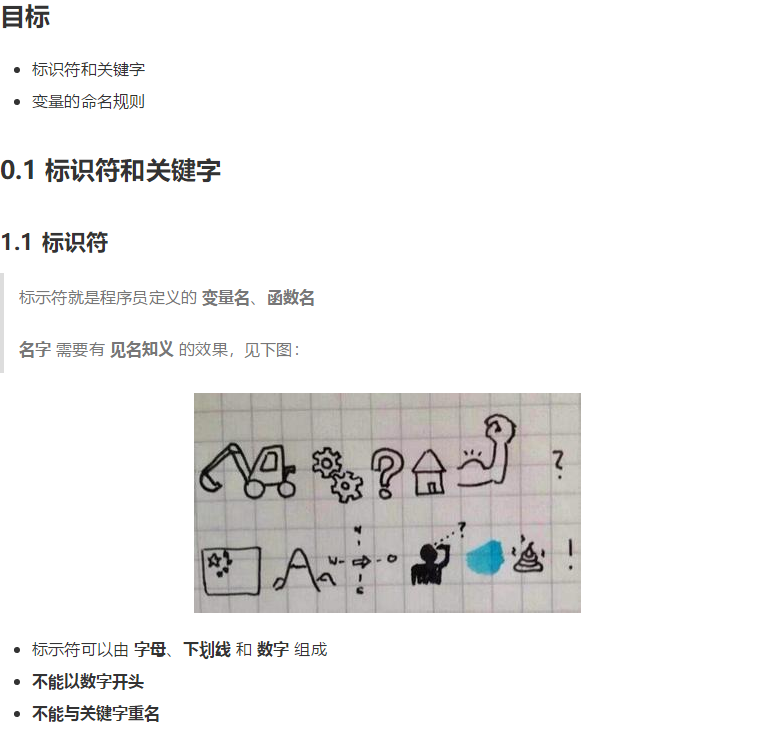 目标
标识符和关键字
变量的命名规则
0.1 标识符和关键字
1.1 标识符
标示符就是程序员定义的 变量名、函数名
名字 需要有 见名知义 的效果，见下图：
?
?
?
!
标示符可以由 字母、下划线 和 数字 组成
不能以数字开头
不能与关键字重名